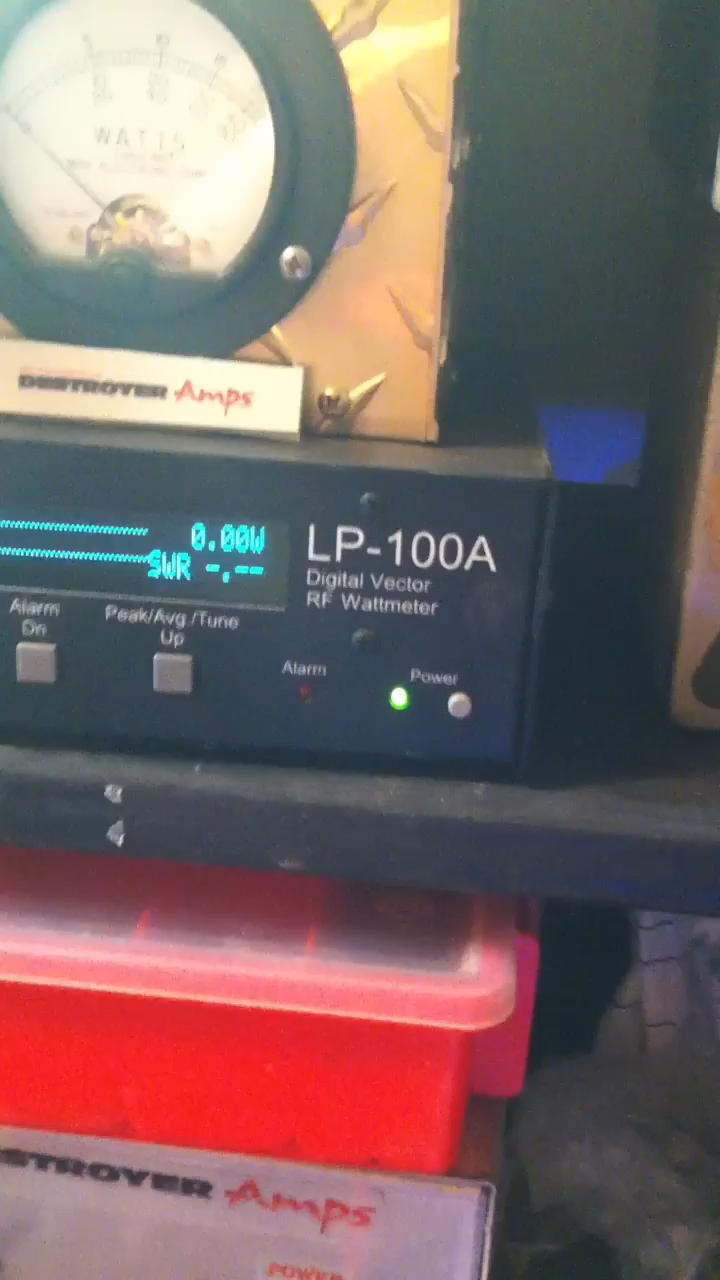 WATTS
DESTROYER Amps
0.00W
SWR -.--
LP-100A
Digital Vector
RF Wattmeter
Alarm
On
Peak/Avg./Tune
Up
Alarm
Power
STROYER Amps
POWER